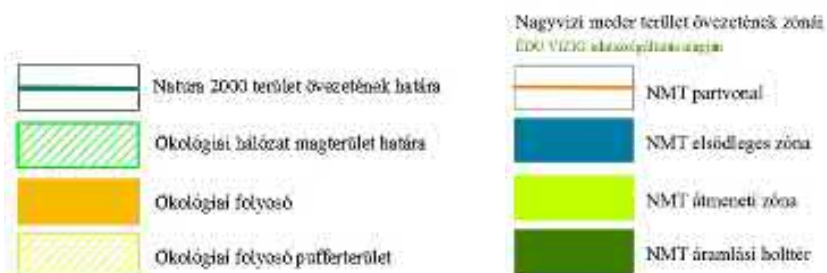 Natura 2000 terület övezetének határa
Ökológiai hálózat magterület határa
Ökológiai folyosó
Ökológiai folyosó pufferterület
Nagyvízi meder terület övezetének zónái
ÉDU VIZIG adatszolgáltatás alapján
NMT partvonal
NMT elsődleges zóna
NMT átmeneti zóna
NMT áramlási holttér